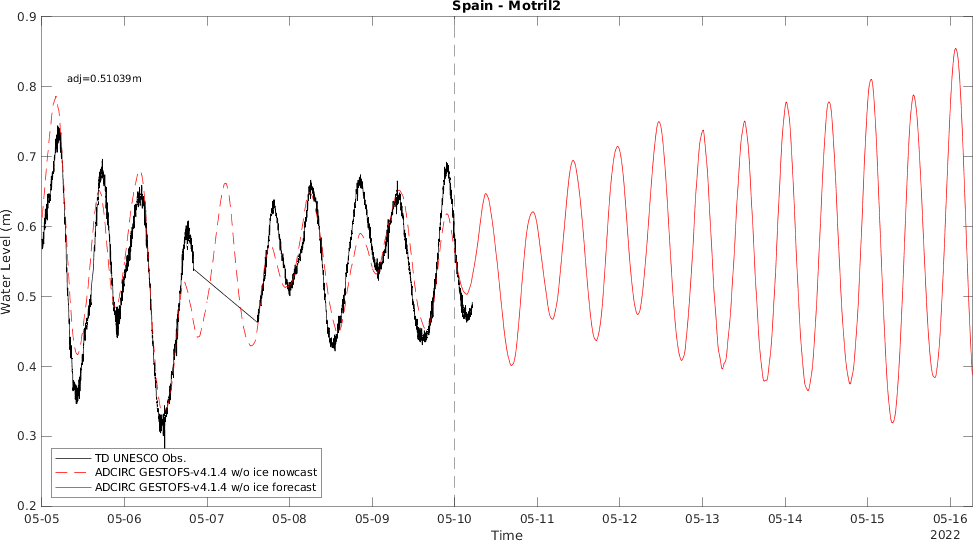 Spain - Motril2
adj=0.51039m
0.9
0.8
0.7
0.6
0.5
0.4
0.3
0.2
Water Level (m)
TD UNESCO Obs.
ADCIRC GESTOFS-v4.1.4 w/o ice nowcast
ADCIRC GESTOFS-v4.1.4 w/o ice forecast
05-05 05-06 05-07 05-08 05-09 05-10 05-11 05-12 05-13 05-14 05-15 05-16
2022
Time